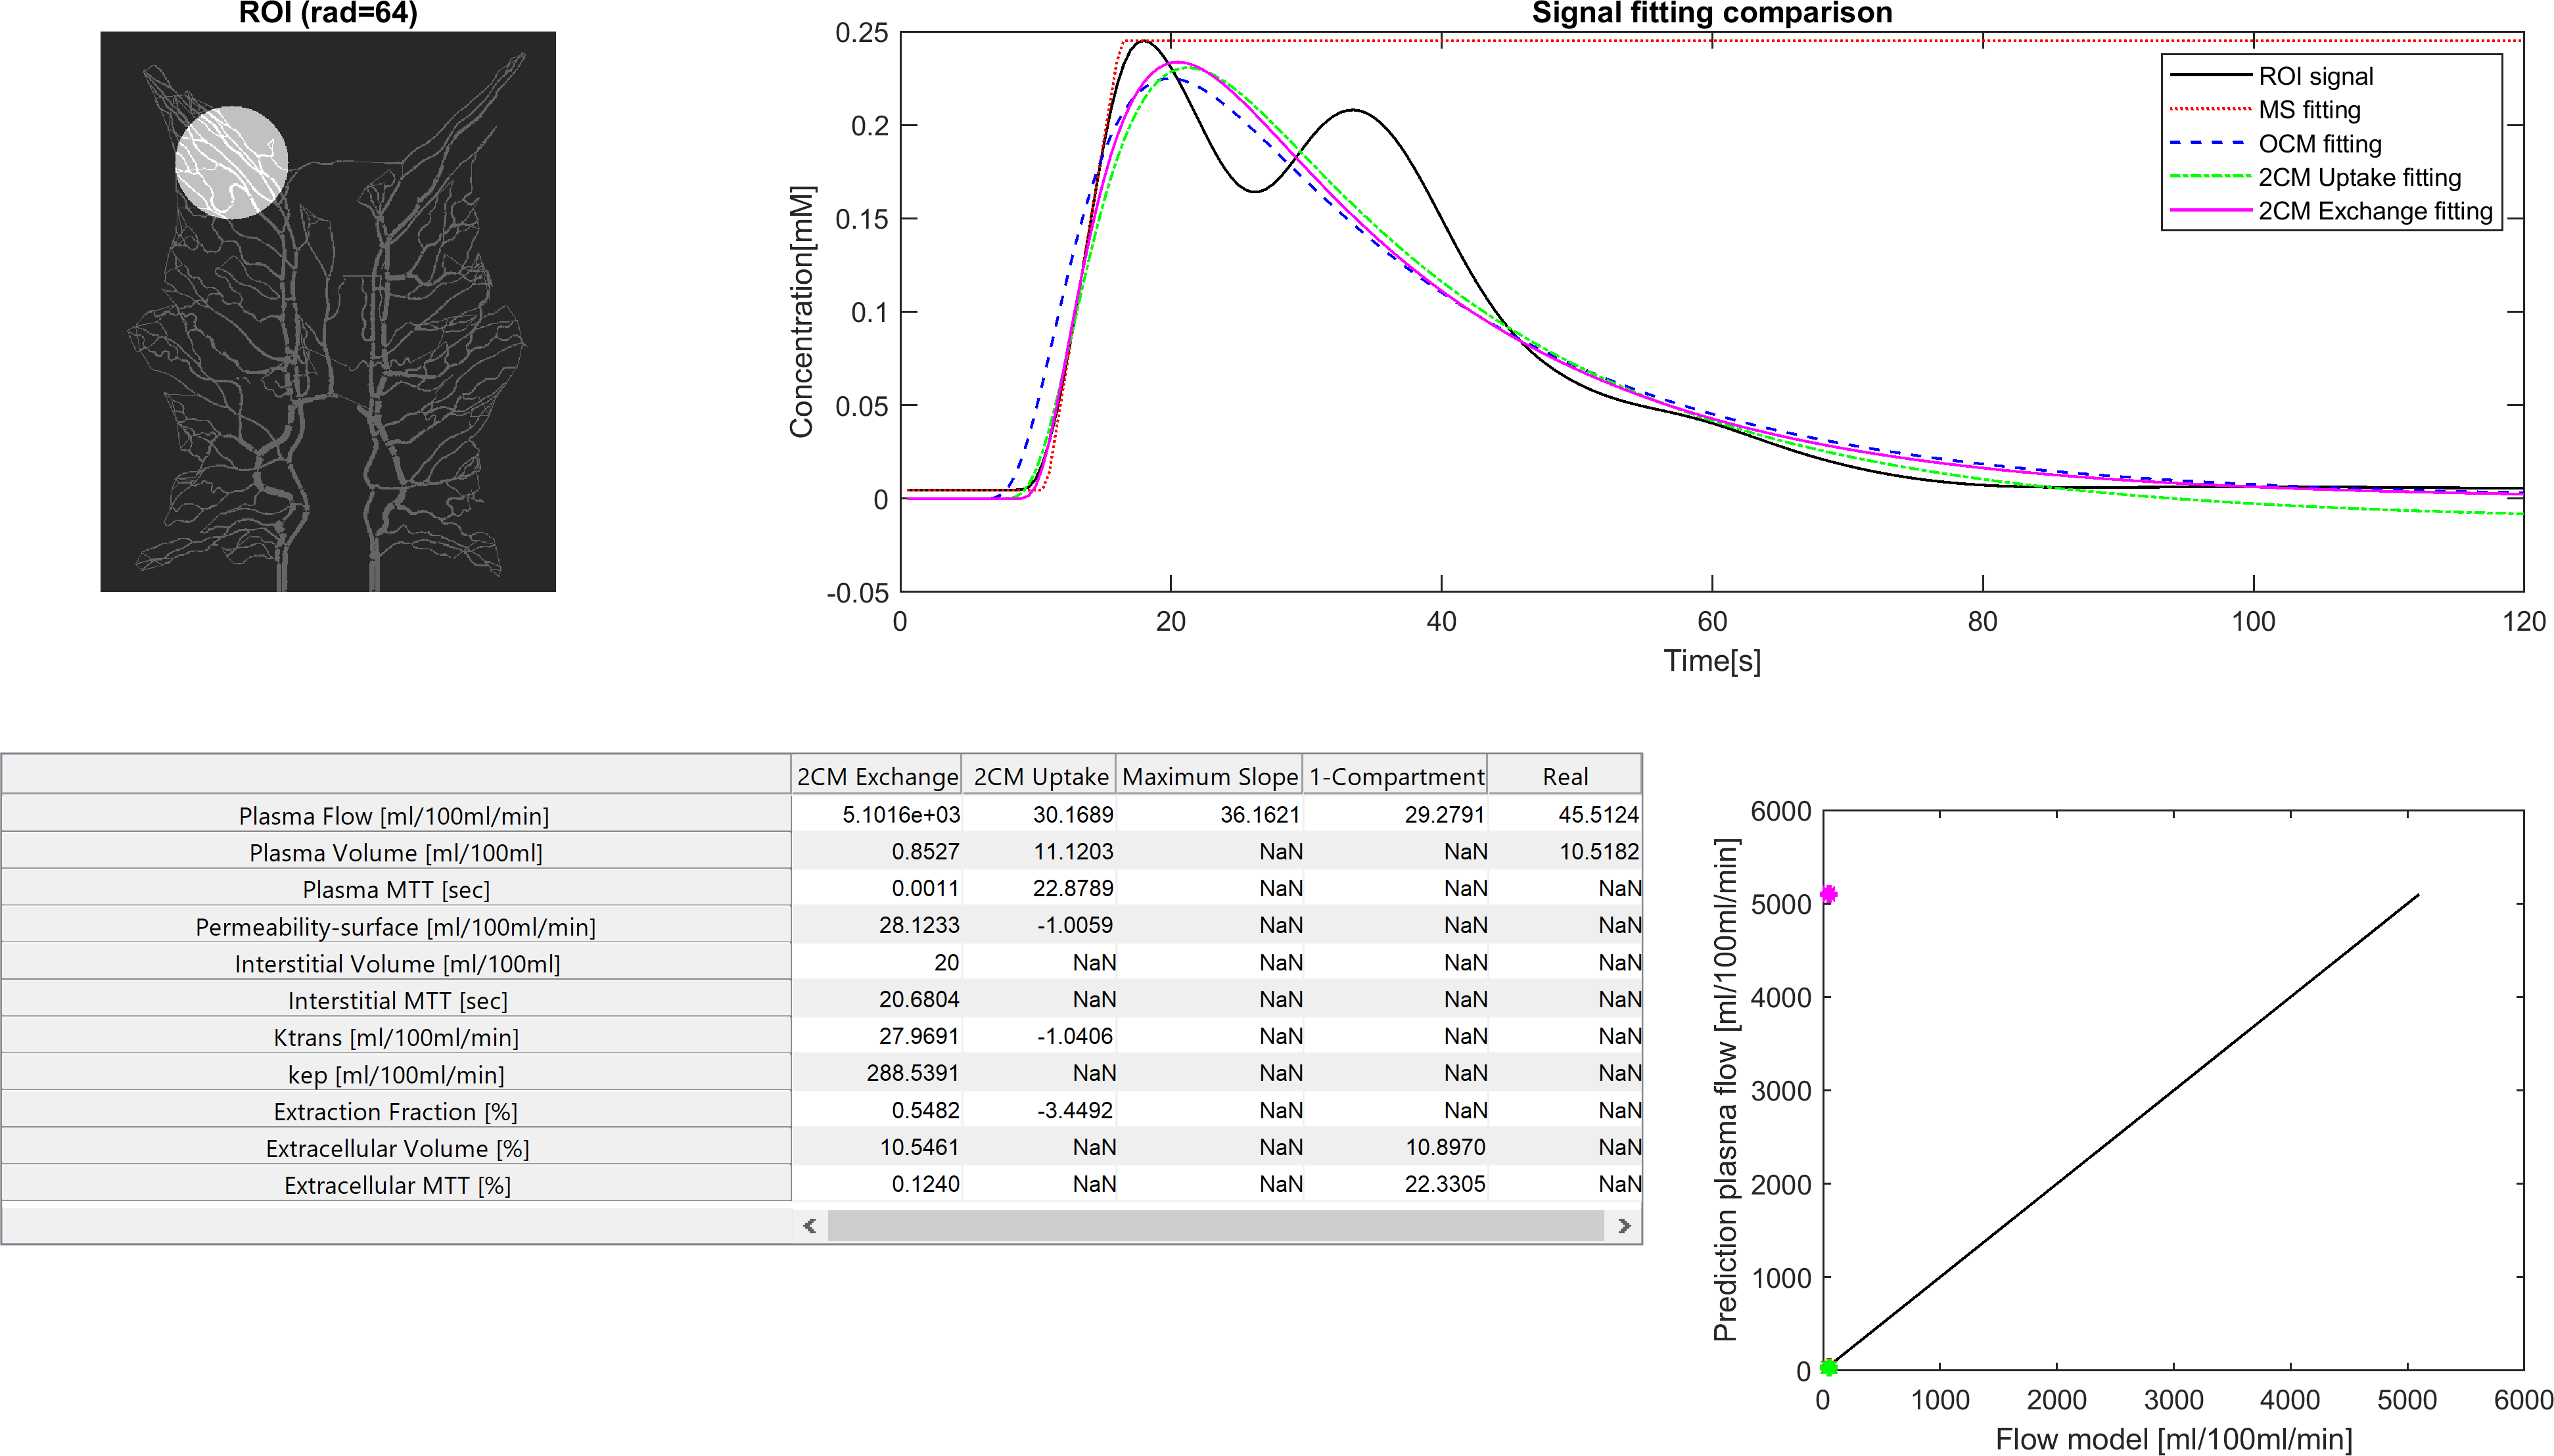 ROI (rad=64)
Signal fitting comparison
0.25
0.2
0.15
0.1
0.05
0
-0.05
Concentration[mM]
0 20 40 60 80 100 120
Time[s]
ROI signal
MS fitting
OCM fitting
2CM Uptake fitting
2CM Exchange fitting
2CM Exchange 2CM Uptake Maximum Slope 1-Compartment Real
Plasma Flow [ml/100ml/min] 5.1016e+03 30.1689 36.1621 29.2791 45.5124
Plasma Volume [ml/100ml] 0.8527 11.1203 NaN NaN 10.5182
Plasma MTT [sec] 0.0011 22.8789 NaN NaN NaN
Permeability-surface [ml/100ml/min] 28.1233 -1.0059 NaN NaN NaN
Interstitial Volume [ml/100ml] 20 NaN NaN NaN NaN
Interstitial MTT [sec] 20.6804 NaN NaN NaN NaN
Ktrans [ml/100ml/min] 27.9691 -1.0406 NaN NaN NaN
kep [ml/100ml/min] 288.5391 NaN NaN NaN NaN
Extraction Fraction [%] 0.5482 -3.4492 NaN NaN NaN
Extracellular Volume [%] 10.5461 NaN NaN 10.8970 NaN
Extracellular MTT [%] 0.1240 NaN NaN 22.3305 NaN
6000
5000
4000
3000
2000
1000
0
Prediction plasma flow [ml/100ml/min]
0 1000 2000 3000 4000 5000 6000
Flow model [ml/100ml/min]